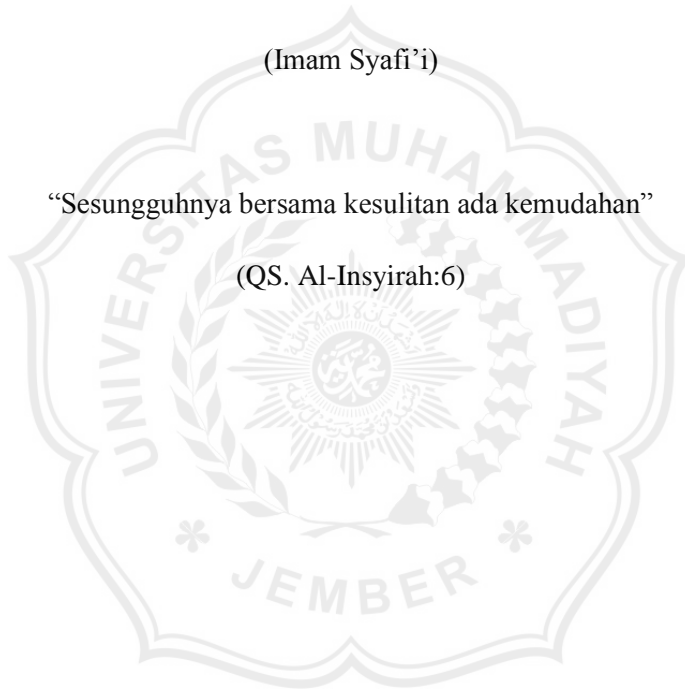 (Imam Syafi’i)
“Sesungguhnya bersama kesulitan ada kemudahan”
(QS. Al-Insyirah:6)
UNIVERSITAS MUHAMMADIYAH
JEMBER